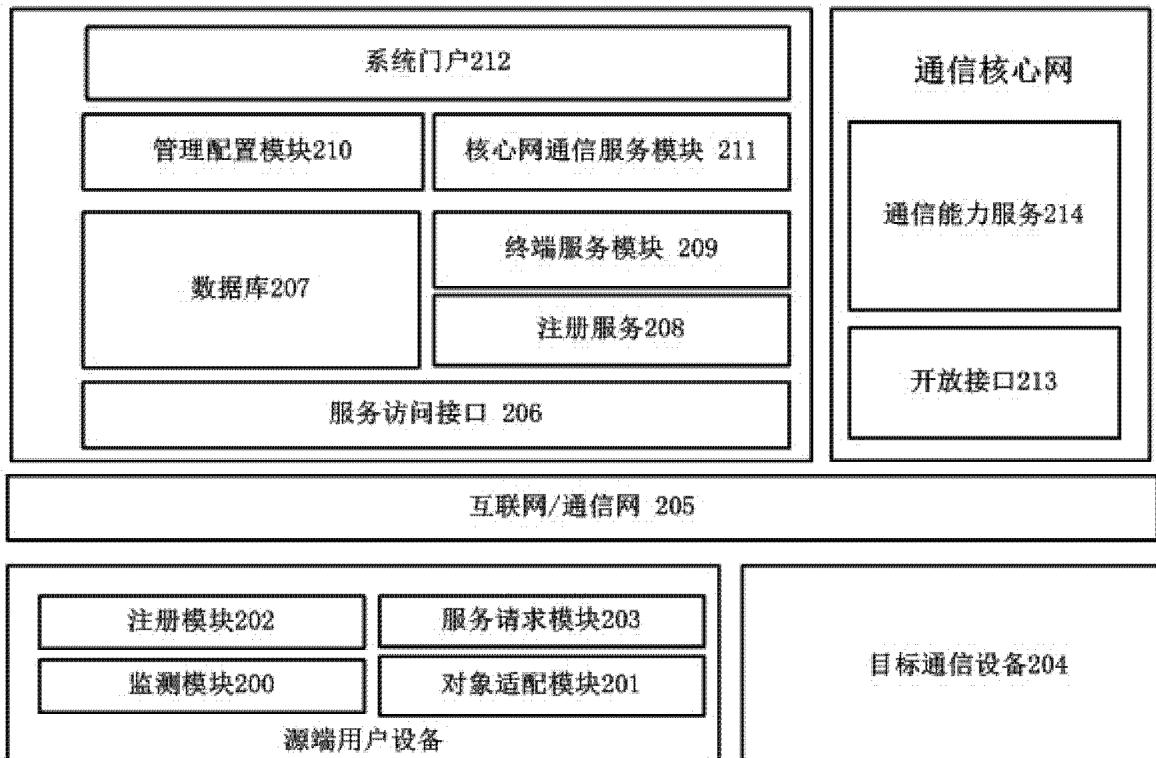 系统门户212
管理配置模块210
核心网通信服务模块 211
数据库207
终端服务模块 209
注册服务208
服务访问接口 206
通信核心网
通信能力服务214
开放接口213
互联网/通信网 205
注册模块202
服务请求模块203
监测模块200
对象适配模块201
源端用户设备
目标通信设备204